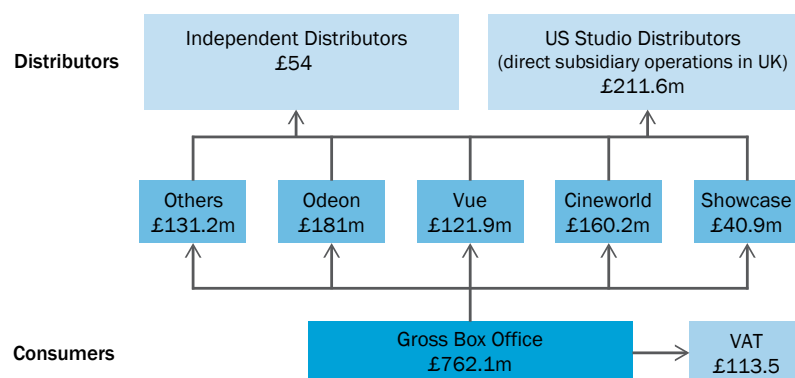 Distributors
Independent Distributors
£54
US Studio Distributors
(direct subsidiary operations in UK)
£211.6m
Others
£131.2m
Odeon
£181m
Vue
£121.9m
Cineworld
£160.2m
Showcase
£40.9m
Consumers
Gross Box Office
£762.1m
VAT
£113.5